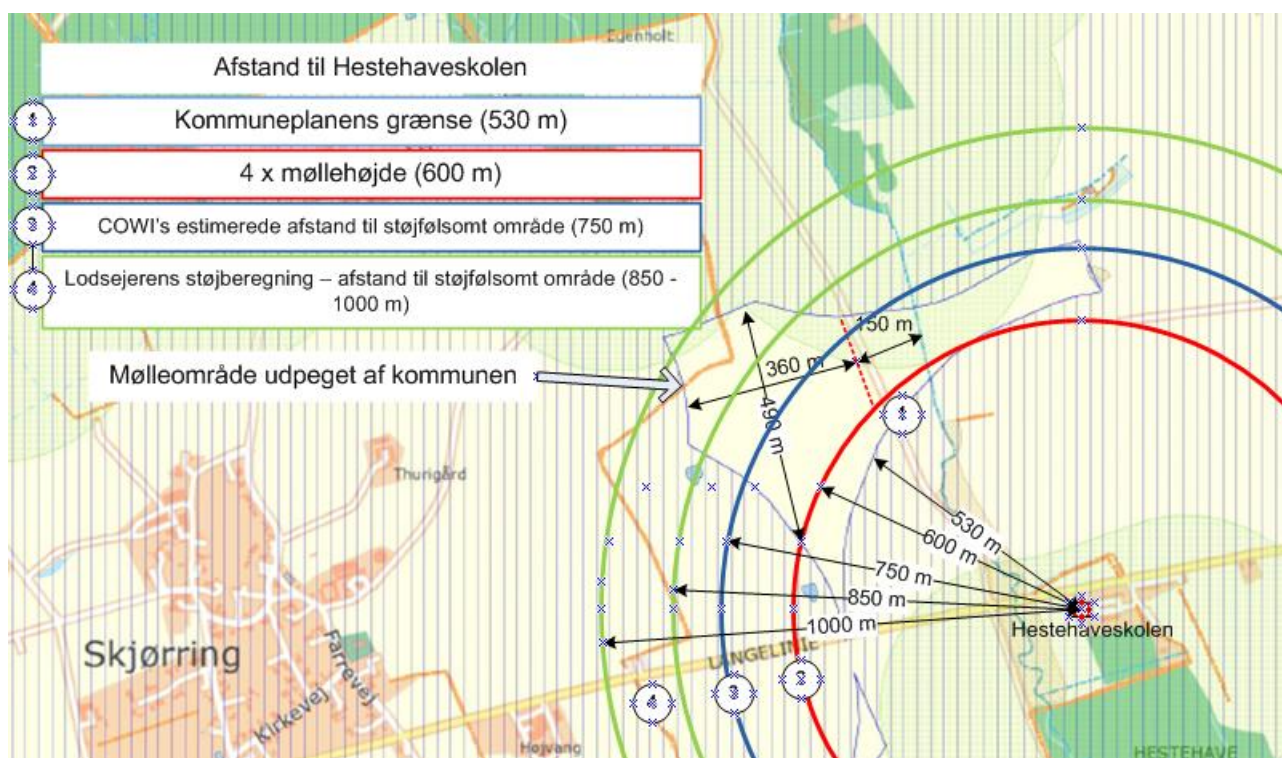 Egenholt
Afstand til Hestehaveskolen
1
Kommuneplanens grænse (530 m)
2
4 x møllehøjde (600 m)
3
COWI's estimerede afstand til støjfølsomt område (750 m)
4
Lodsejerens støjberegning – afstand til støjfølsomt område (850 -
1000 m)
Mølleområde udpeget af kommunen
150 m
360 m
490 m
1
Thurigård
530 m
600 m
750 m
850 m
1000 m
Hestehaveskolen
LANGELINIE
Skjørring
Farrevej
Kirkevej
4
3
2
Højvang
HESTEHAVE